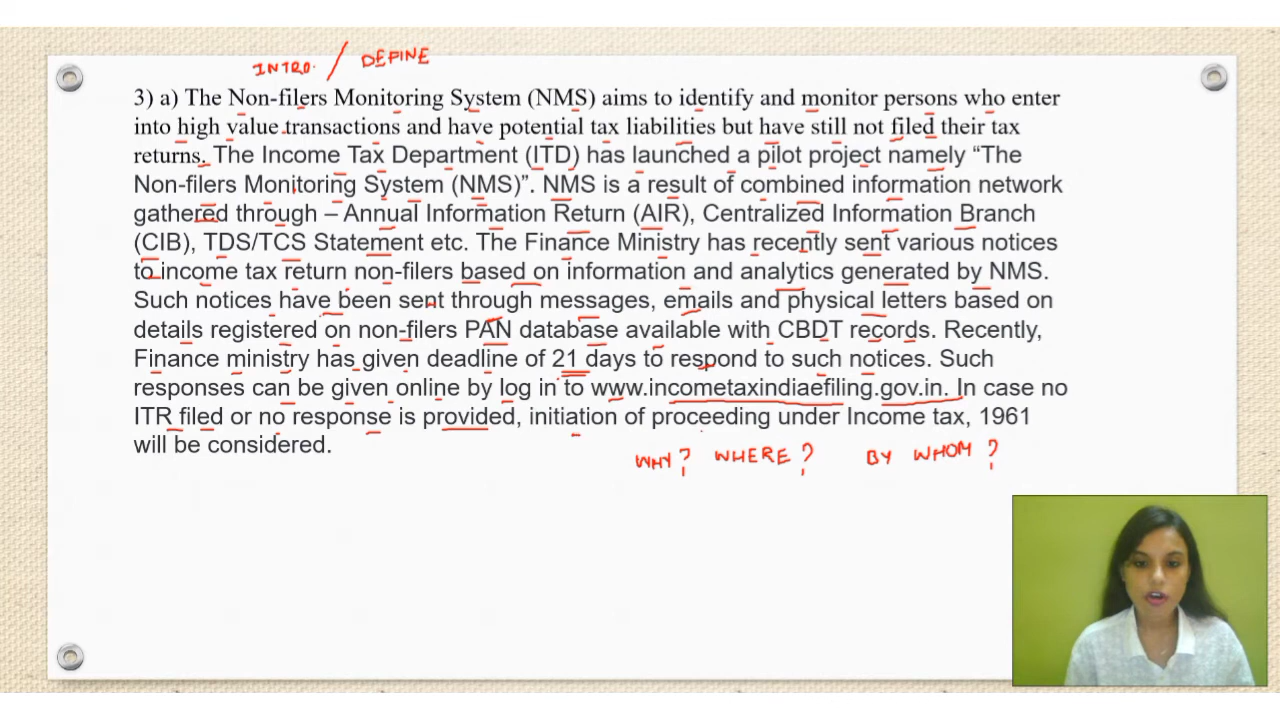 INTRO. / DEFINE
3) a) The Non-filers Monitoring System (NMS) aims to identify and monitor persons who enter
into high value transactions and have potential tax liabilities but have still not filed their tax
returns. The Income Tax Department (ITD) has launched a pilot project namely “The
Non-filers Monitoring System (NMS)”. NMS is a result of combined information network
gathered through – Annual Information Return (AIR), Centralized Information Branch
(CIB), TDS/TCS Statement etc. The Finance Ministry has recently sent various notices
to income tax return non-filers based on information and analytics generated by NMS.
Such notices have been sent through messages, emails and physical letters based on
details registered on non-filers PAN database available with CBDT records. Recently,
Finance ministry has given deadline of 21 days to respond to such notices. Such
responses can be given online by log in to www.incometaxindiaefiling.gov.in. In case no
ITR filed or no response is provided, initiation of proceeding under Income tax, 1961
will be considered.
WHY? WHERE? BY WHOM?